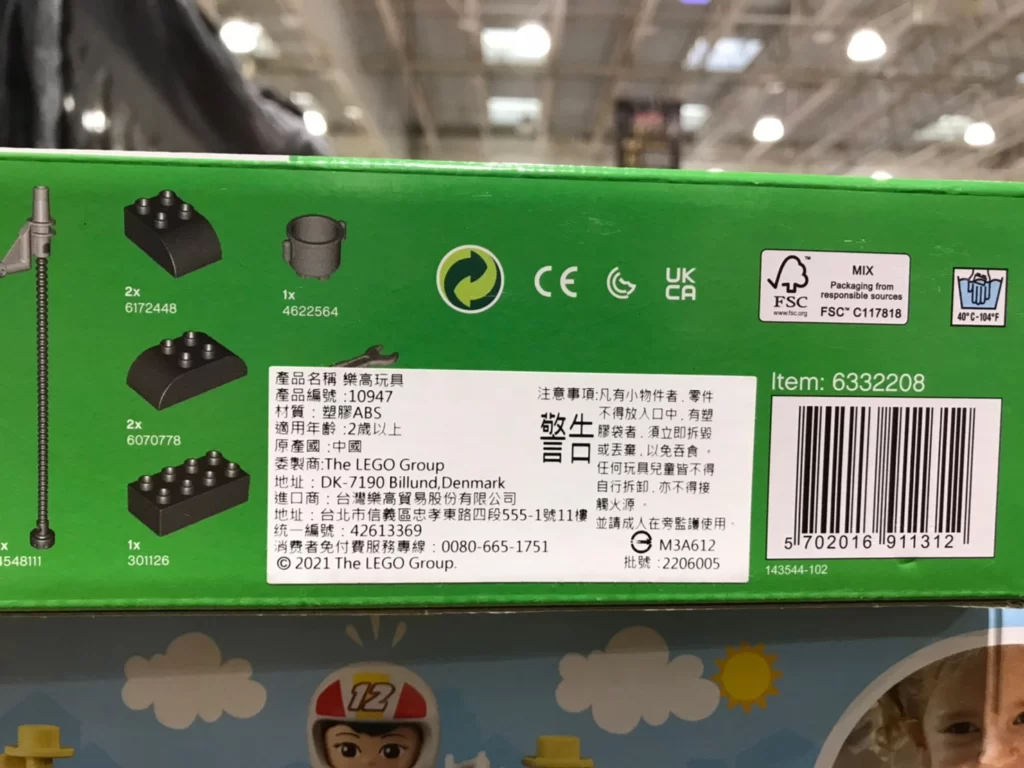 2x
6172448
1x
4622564
2x
6070778
1x
301126
x
4548111
CE
UK
CA
FSC
www.fsc.org
MIX
Packaging from
responsible sources
FSC™ C117818
40°C-104°F
產品名稱 樂高玩具
產品編號:10947
材質：塑膠ABS
適用年齡:2歲以上
原產國:中國
委製商:The LEGO Group
地址：DK-7190 Billund,Denmark
進口商：台灣樂高貿易股份有限公司
地址：台北市信義區忠孝東路四段555-1號11樓
統一編號：42613369
消費者免付費服務專線：0080-665-1751
© 2021 The LEGO Group.
注意事項:凡有小物件者,零件
不得放入口中,有塑
膠袋者,須立即拆毀
或丟棄,以免吞食。
任何玩具兒童皆不得
自行拆卸,亦不得接
觸火源。
並請成人在旁監護使用.
警告
M3A612
批號:2206005
Item: 6332208
5 702016 911312
143544-102
12